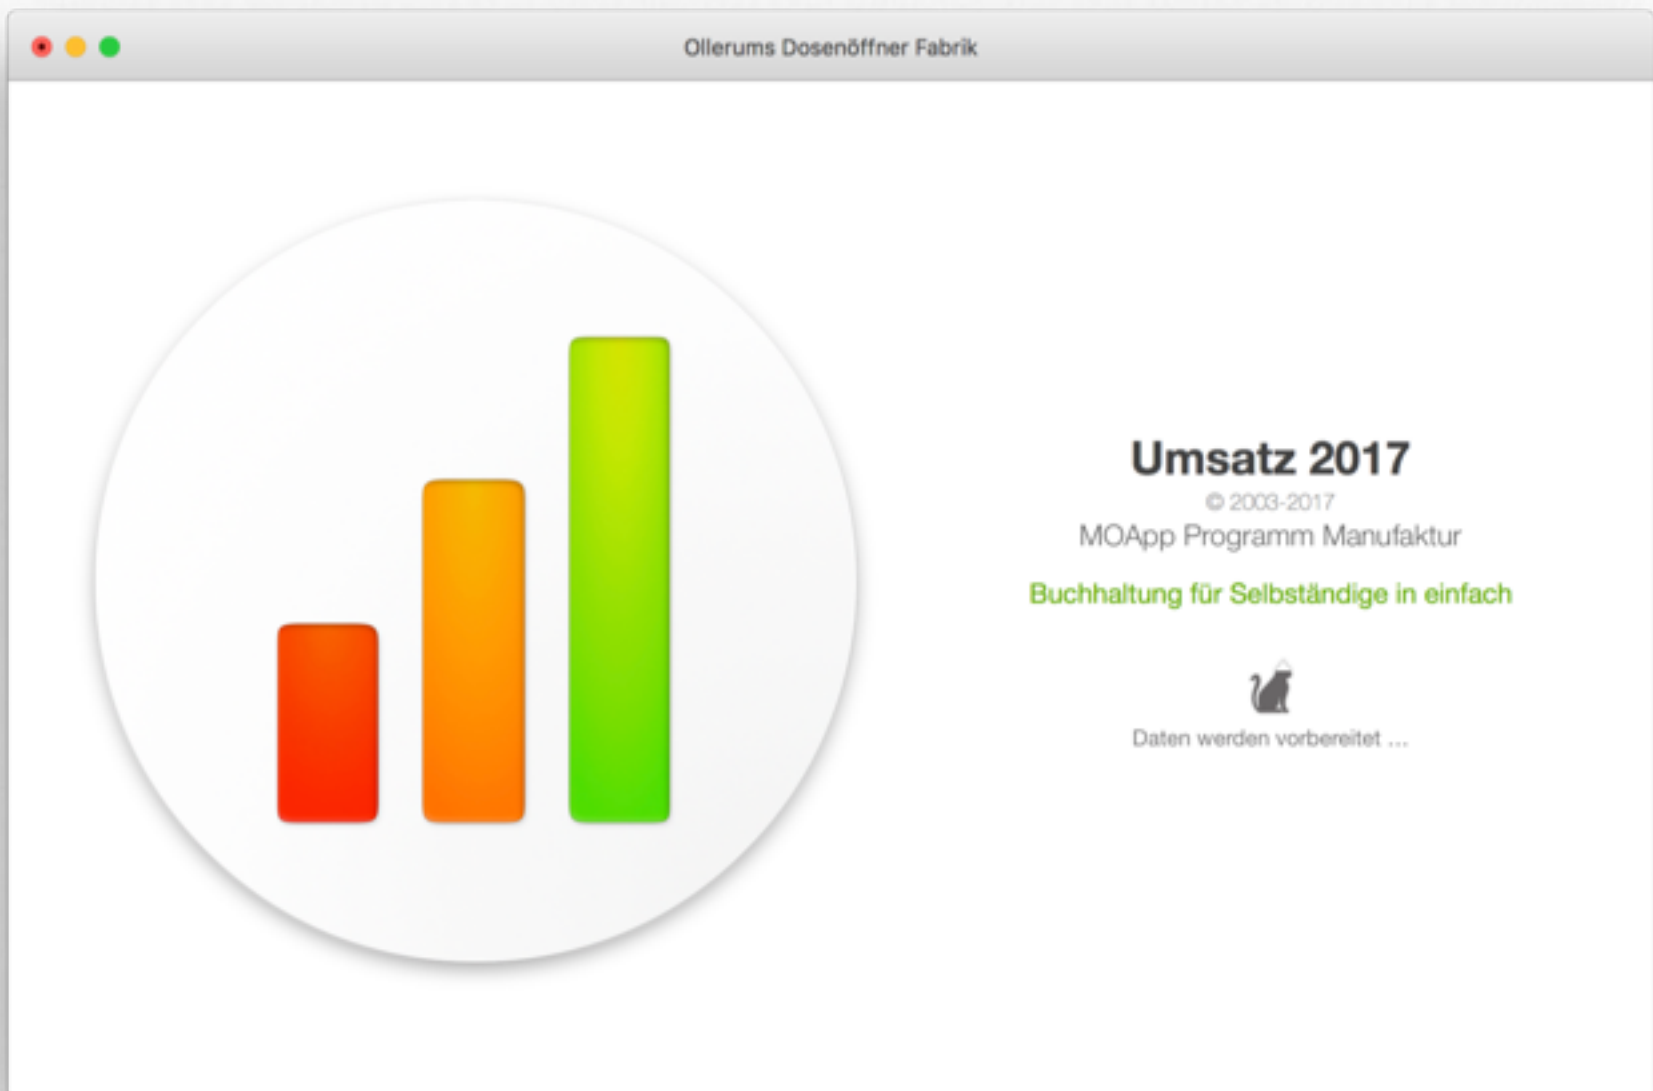 Ollerums Dosenöffner Fabrik
Umsatz 2017
© 2003-2017
MOApp Programm Manufaktur
Buchhaltung für Selbständige in einfach
Daten werden vorbereitet ...